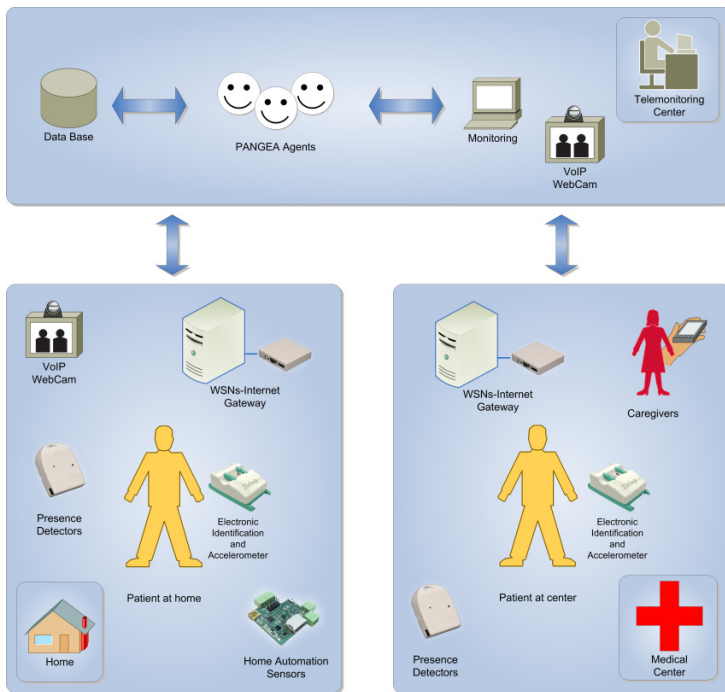 Data Base
PANGEA Agents
Monitoring
VoIP
WebCam
Telemonitoring
Center
VoIP
WebCam
WSNs-Internet
Gateway
Presence
Detectors
Electronic
Identification
and
Accelerometer
Patient at home
Home
Home Automation
Sensors
WSNs-Internet
Gateway
Caregivers
Electronic
Identification
and
Accelerometer
Patient at center
Presence
Detectors
Medical
Center